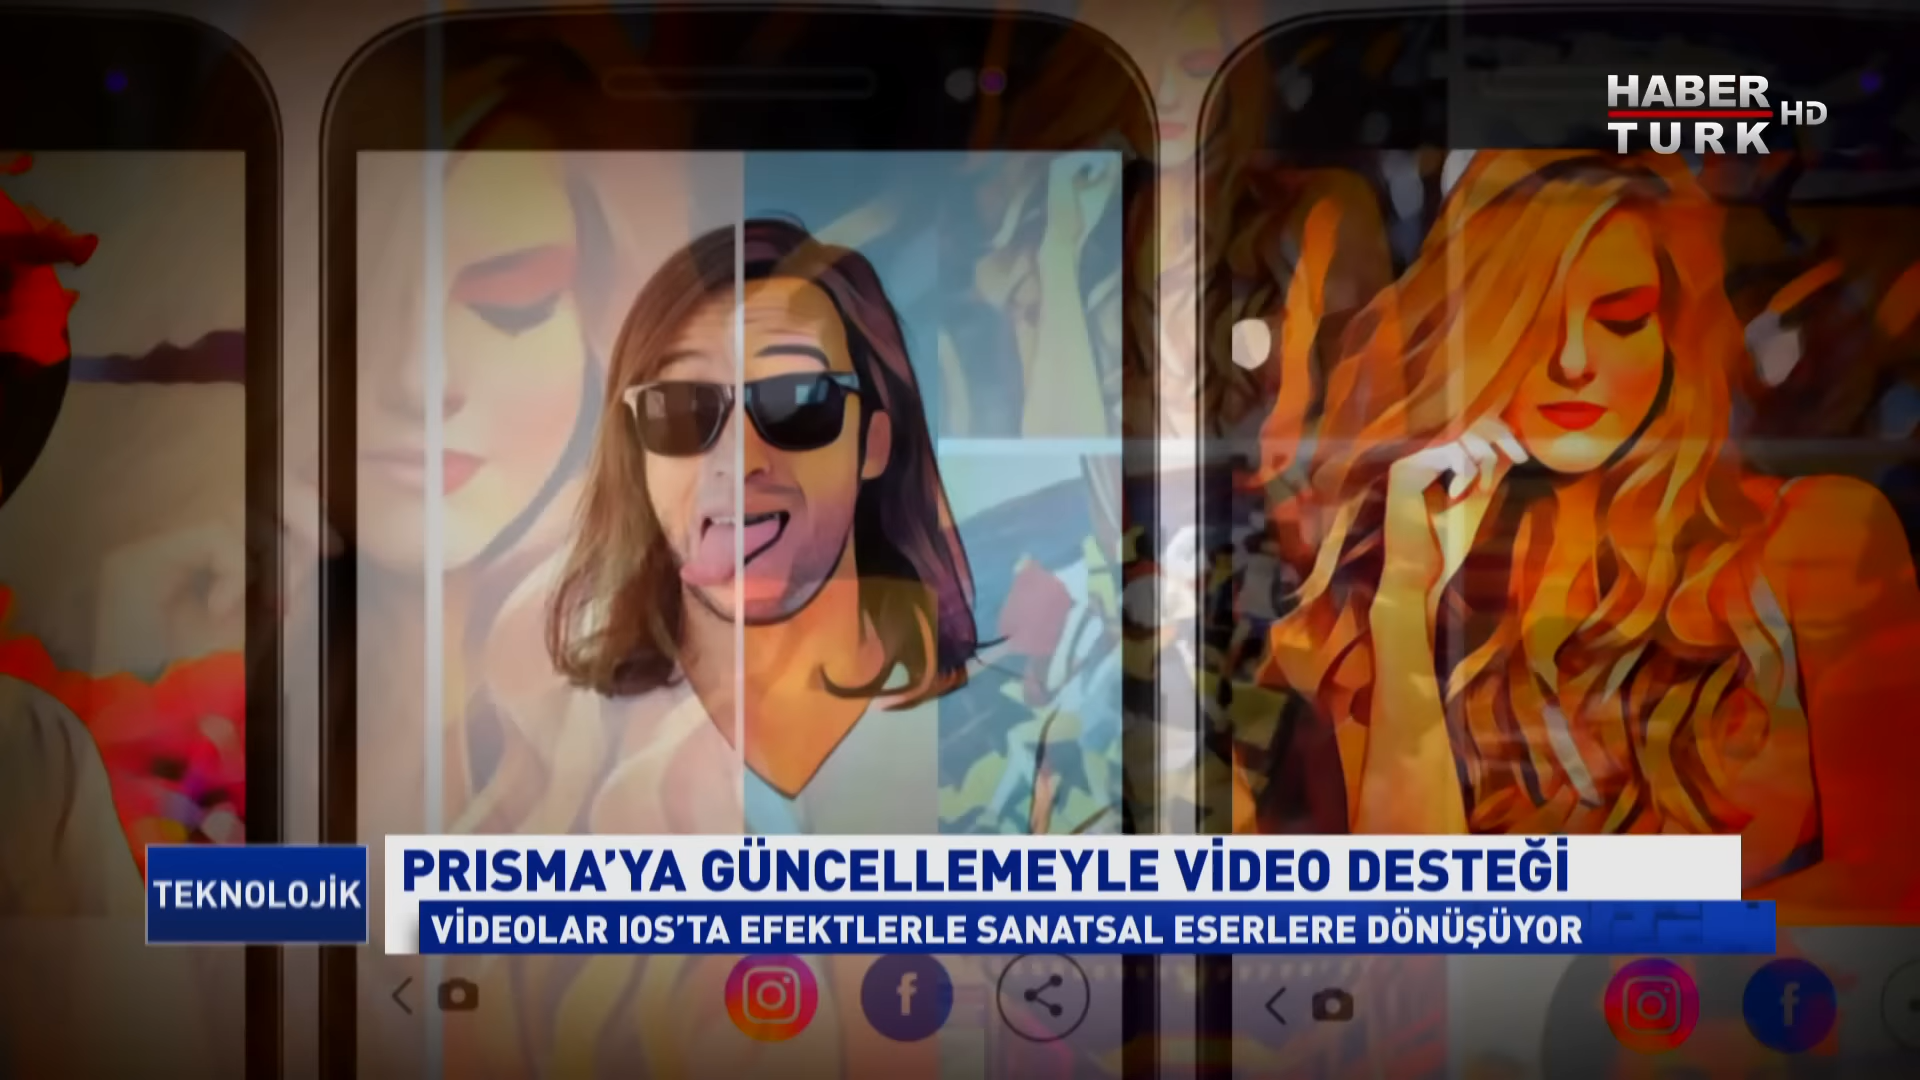 HABER
TURK HD
TEKNOLOJİK
PRISMA’YA GÜNCELLEMEYLE VİDEO DESTEĞİ
VİDEOLAR IOS’TA EFEKTLERLE SANATSAL ESERLERE DÖNÜŞÜYOR